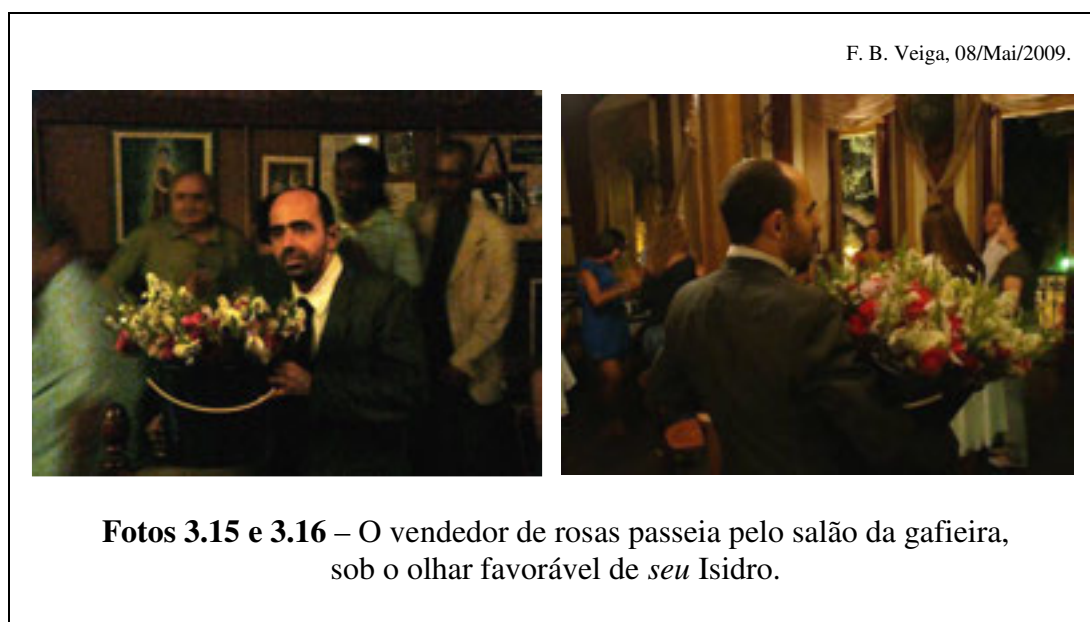 F. B. Veiga, 08/Mai/2009.
Fotos 3.15 e 3.16 – O vendedor de rosas passeia pelo salão da gafieira,
sob o olhar favorável de seu Isidro.